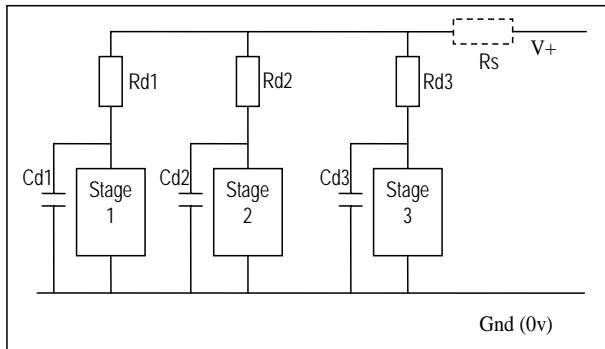 V+
Rs
Rd1
Rd2
Rd3
Cd1
Stage
1
Cd2
Stage
2
Cd3
Stage
3
Gnd (0v)